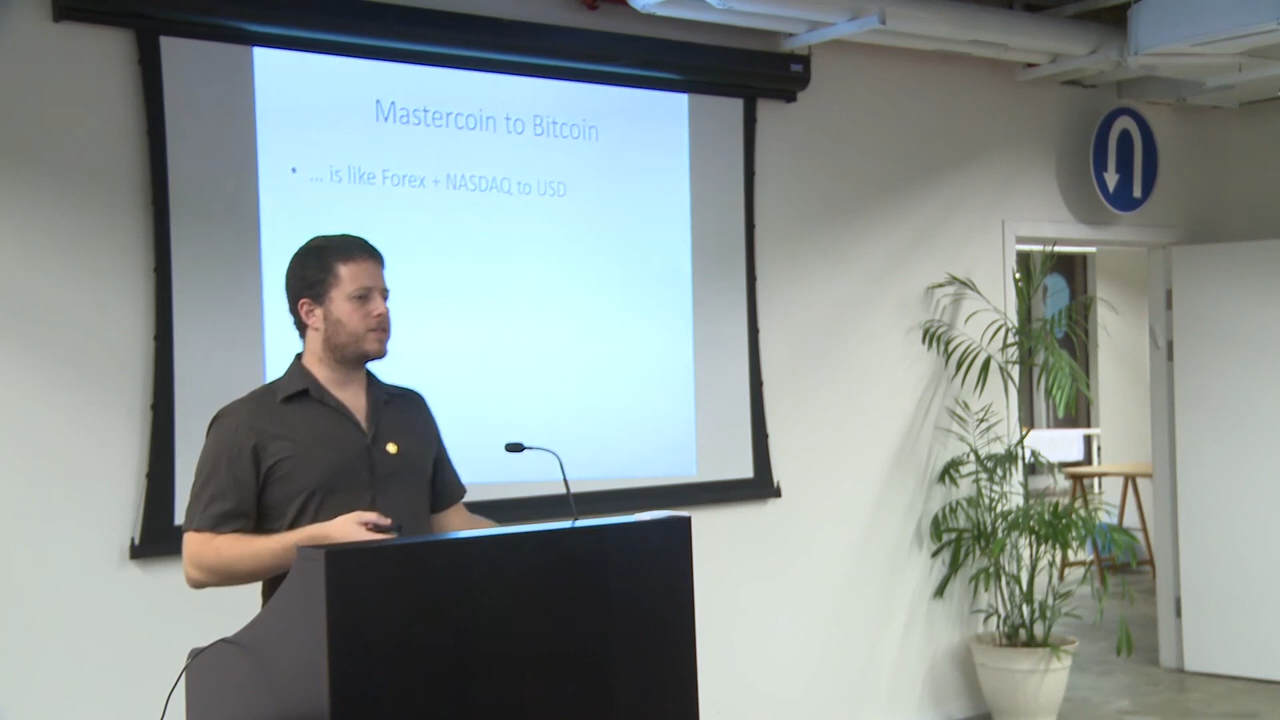 Mastercoin to Bitcoin
• ... is like Forex + NASDAQ to USD